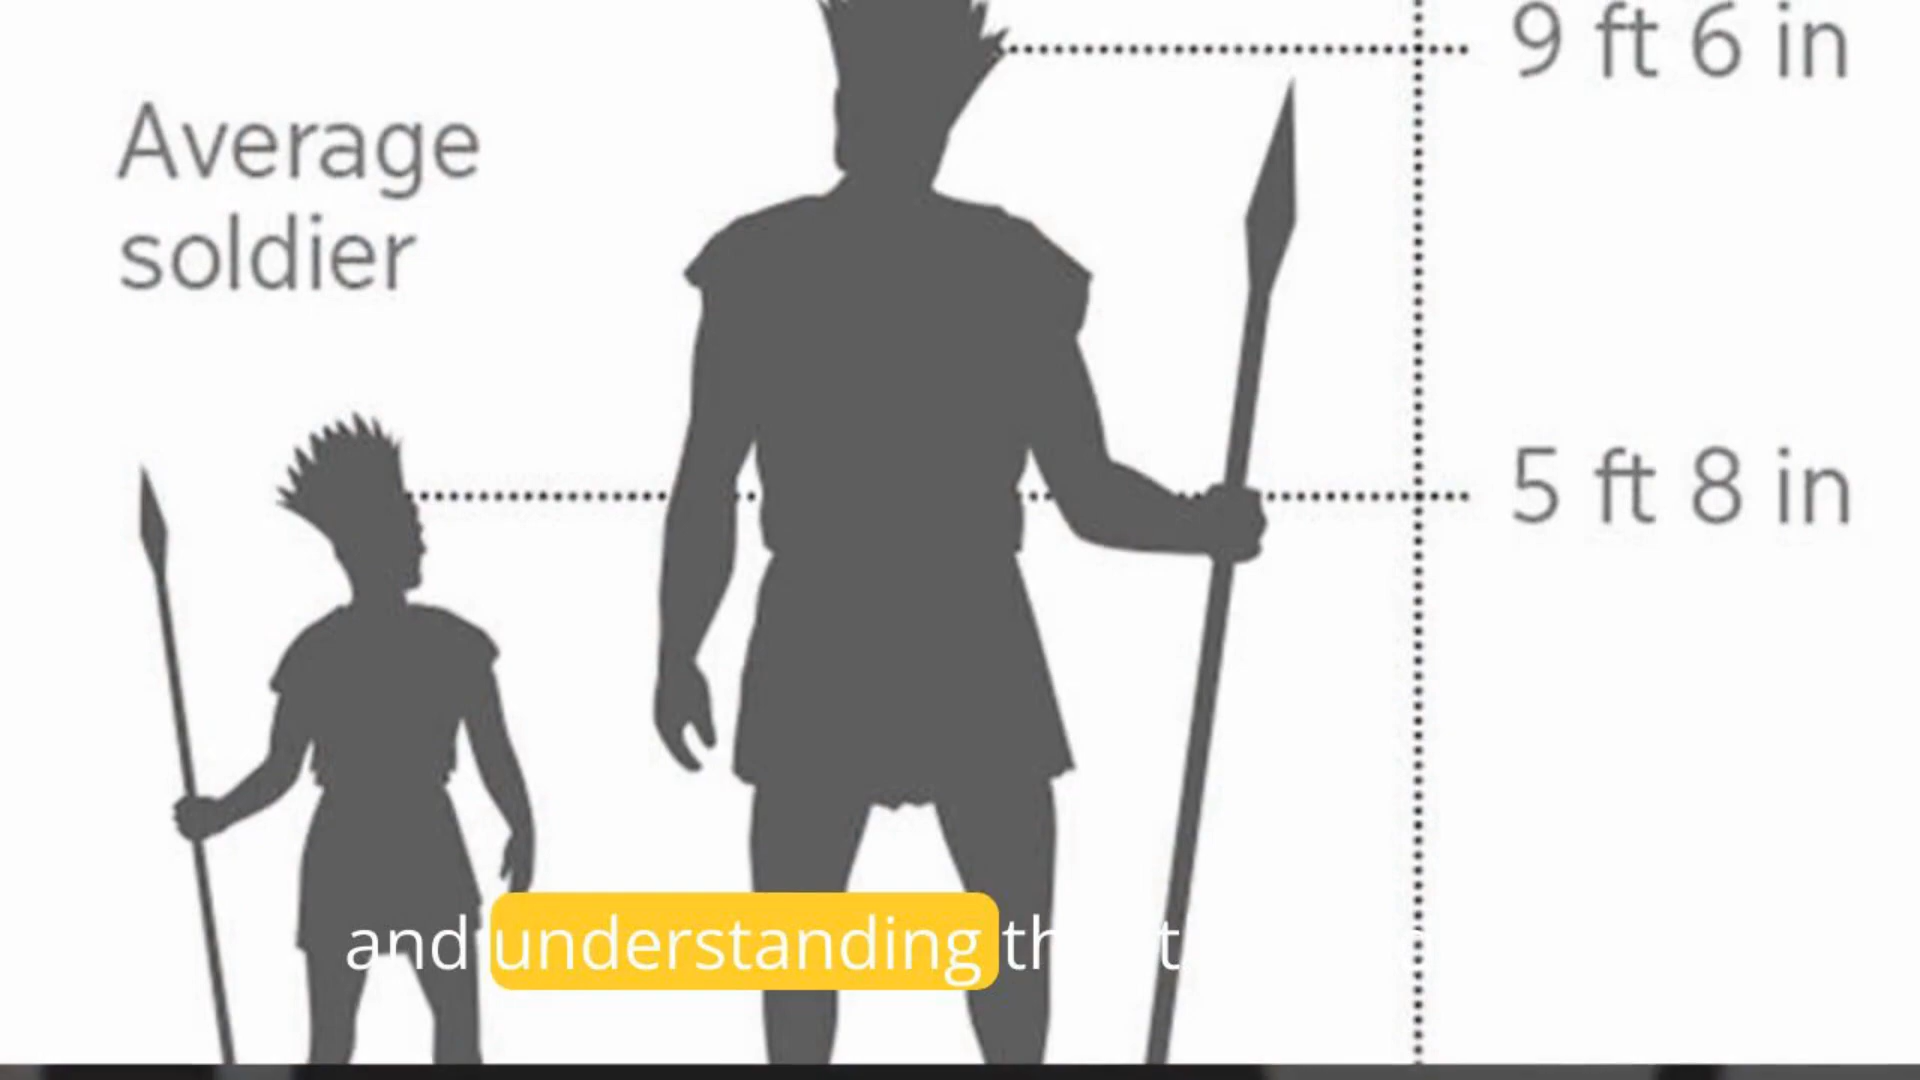 9 ft 6 in
Average
soldier
5 ft 8 in
and understanding